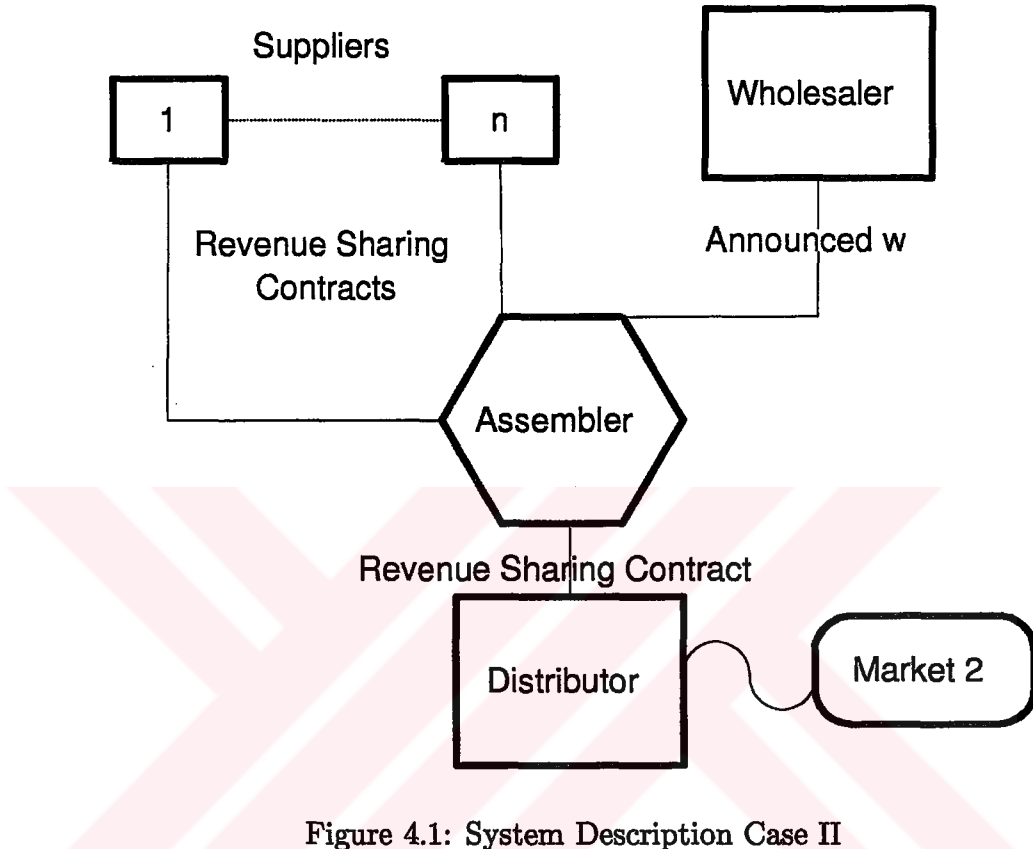 Suppliers
1
n
Wholesaler
Revenue Sharing
Contracts
Announced w
Assembler
Revenue Sharing Contract
Distributor
Market 2
Figure 4.1: System Description Case II